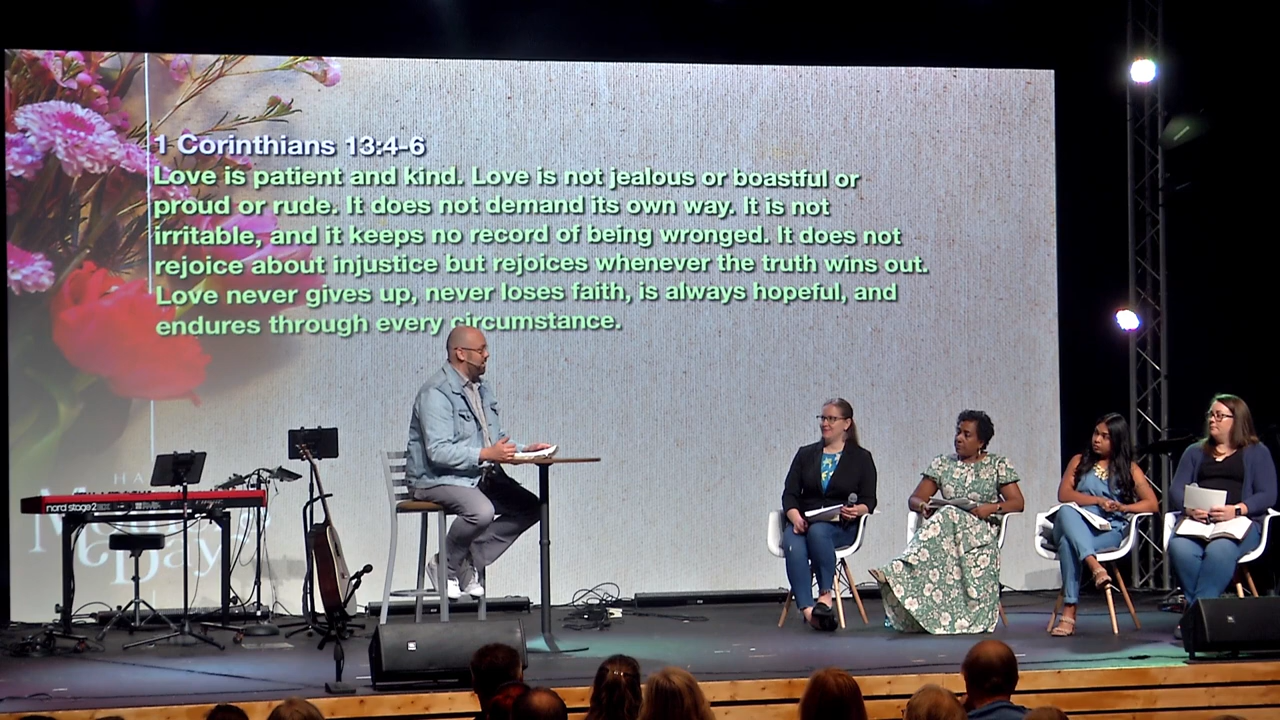 1 Corinthians 13:4-6
Love is patient and kind. Love is not jealous or boastful or
proud or rude. It does not demand its own way. It is not
irritable, and it keeps no record of being wronged. It does not
rejoice about injustice but rejoices whenever the truth wins out.
Love never gives up, never loses faith, is always hopeful, and
endures through every circumstance.
HA
Day
nord stage 2